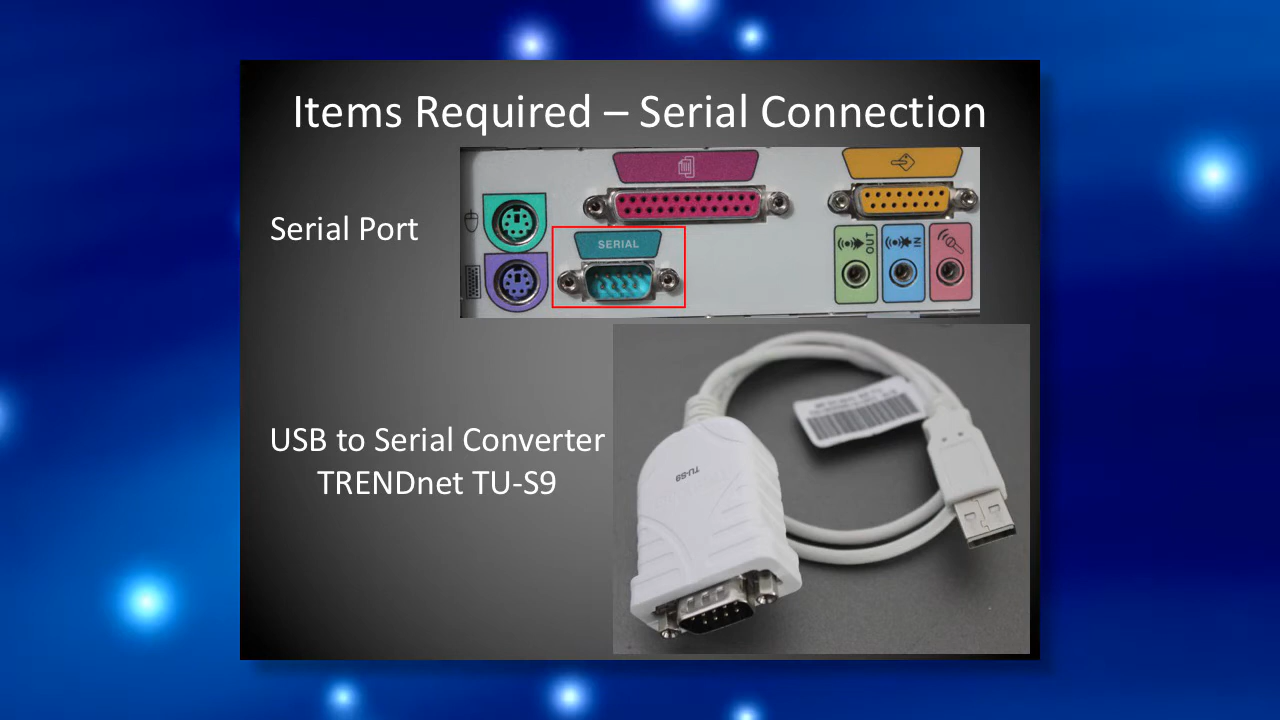 Items Required – Serial Connection
Serial Port
SERIAL
OUT
IN
USB to Serial Converter
TRENDnet TU-S9
TU-S9